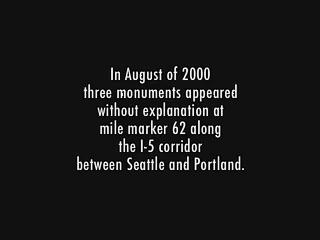 In August of 2000
three monuments appeared
without explanation at
mile marker 62 along
the I-5 corridor
between Seattle and Portland.